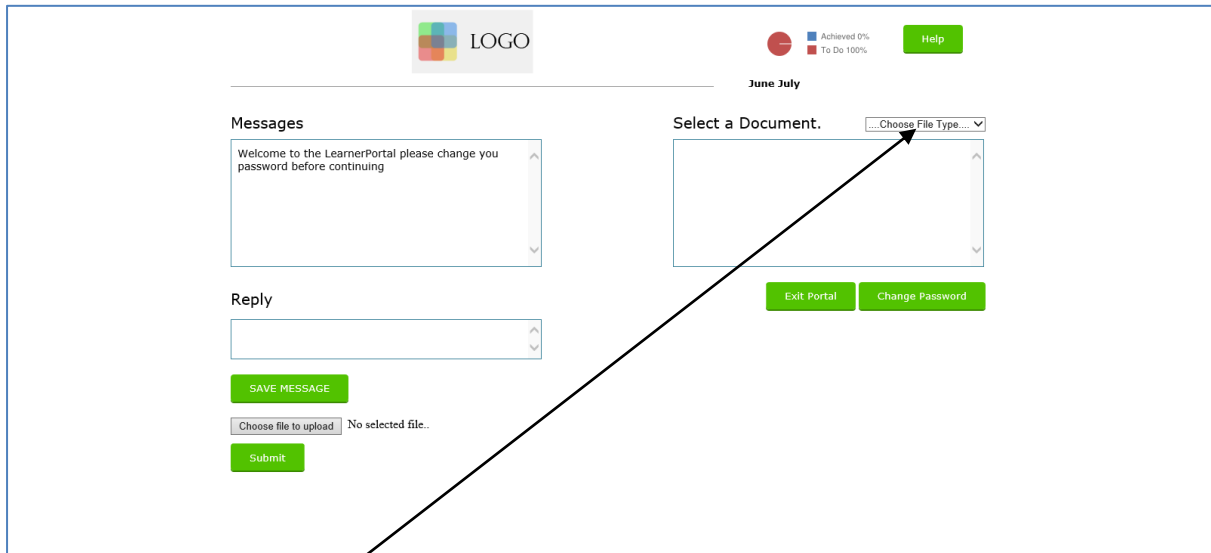 LOGO
Achieved 0%
To Do 100%
Help
June July
Messages
Welcome to the LearnerPortal please change you
password before continuing
Select a Document.
....Choose File Type....
Exit Portal
Change Password
Reply
SAVE MESSAGE
Choose file to upload No selected file..
Submit